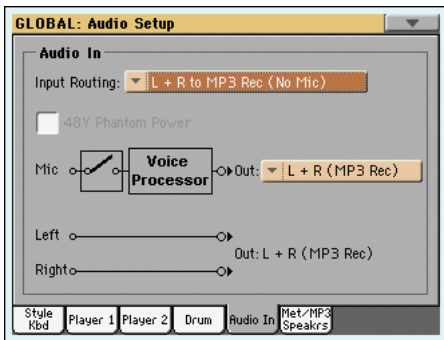 GLOBAL: Audio Setup
Audio In
Input Routing: L + R to MP3 Rec (No Mic)
48V Phantom Power
Mic
Voice
Processor
Out: L + R (MP3 Rec)
Left
Out: L + R (MP3 Rec)
Right
Style
Kbd
Player 1
Player 2
Drum
Audio In
Met/MP3
Speakrs